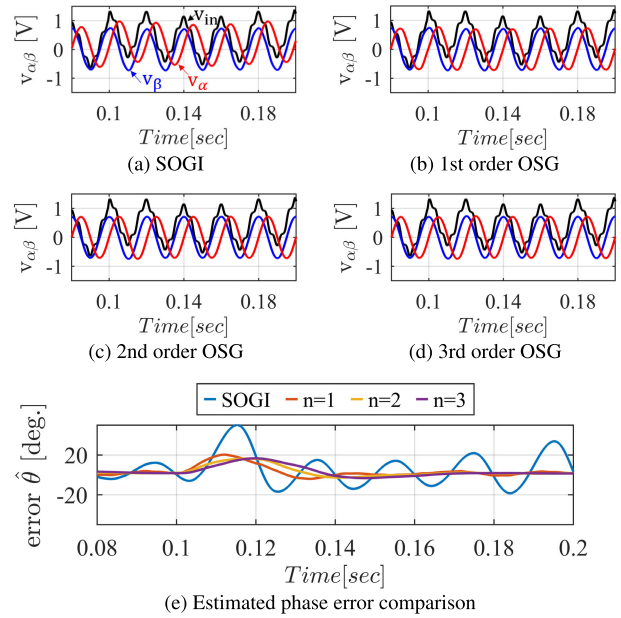 v_αβ [V]
1
0
-1
v_in
v_β
v_α
0.1 0.14 0.18
Time[sec]
(a) SOGI
v_αβ [V]
1
0
-1
0.1 0.14 0.18
Time[sec]
(b) 1st order OSG
v_αβ [V]
1
0
-1
0.1 0.14 0.18
Time[sec]
(c) 2nd order OSG
v_αβ [V]
1
0
-1
0.1 0.14 0.18
Time[sec]
(d) 3rd order OSG
SOGI n=1 n=2 n=3
error θ̂ [deg.]
20
-20
0.08 0.1 0.12 0.14 0.16 0.18 0.2
Time[sec]
(e) Estimated phase error comparison